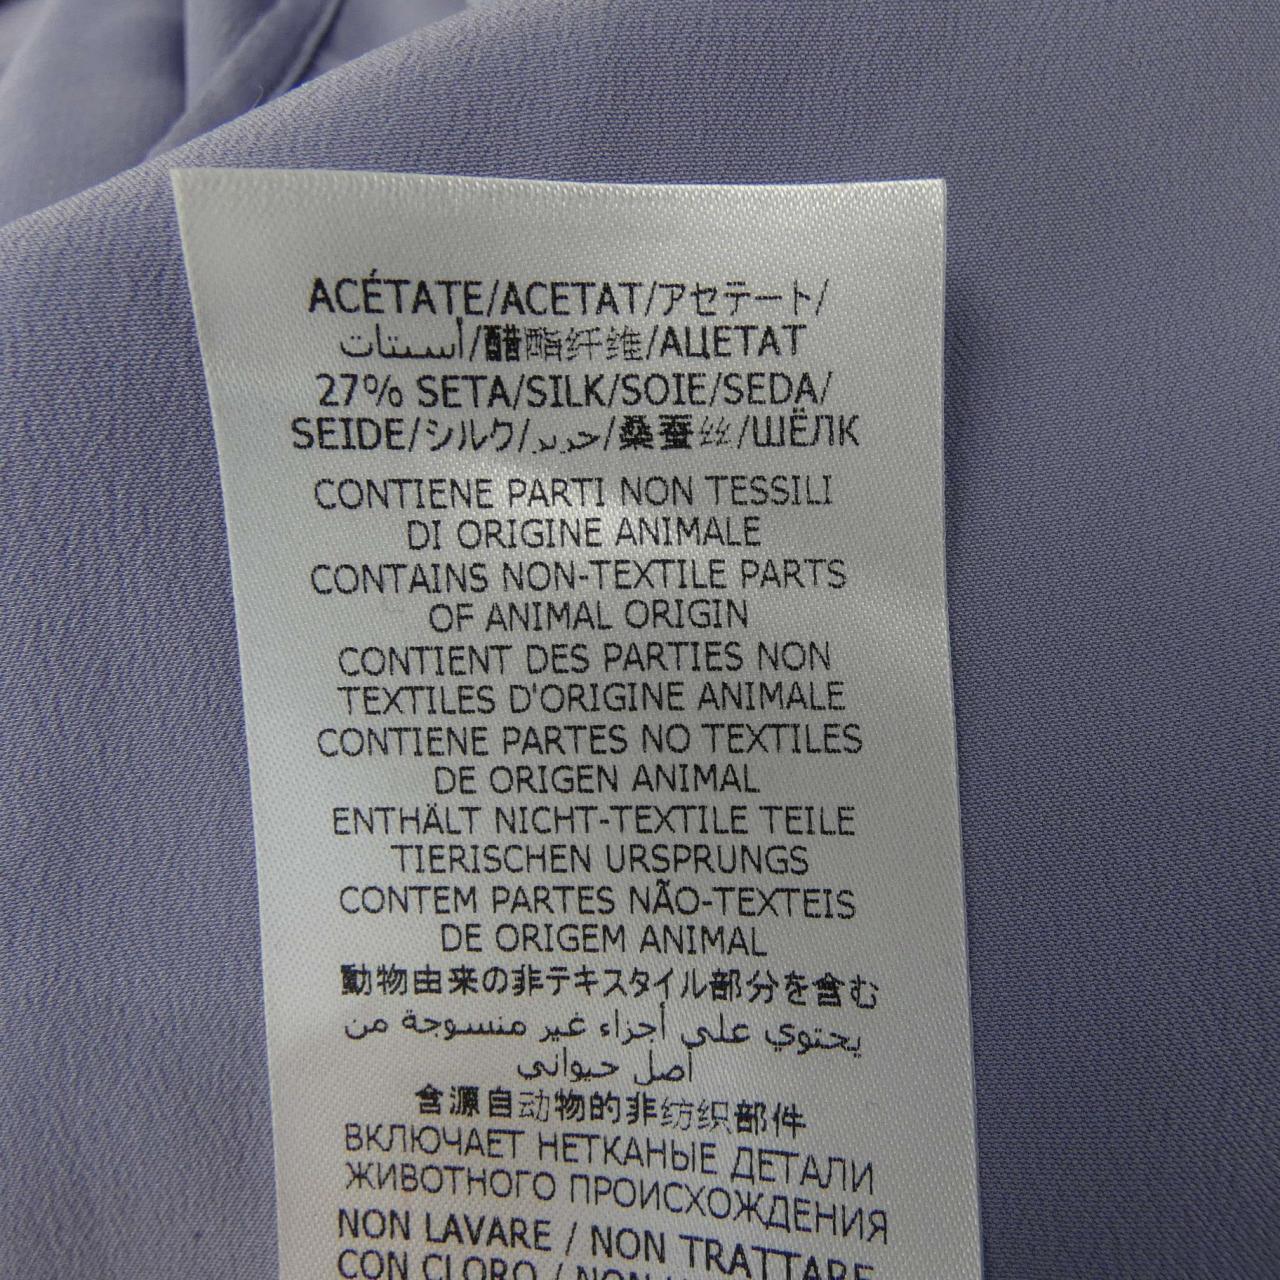 ACÉTATE/ACETAT/アセテート/
أسيتات/醋酯纤维/АЦЕТАТ
27% SETA/SILK/SOIE/SEDA/
SEIDE/シルク/حرير/桑蚕丝/ШЁЛК
CONTIENE PARTI NON TESSILI
DI ORIGINE ANIMALE
CONTAINS NON-TEXTILE PARTS
OF ANIMAL ORIGIN
CONTIENT DES PARTIES NON
TEXTILES D'ORIGINE ANIMALE
CONTIENE PARTES NO TEXTILES
DE ORIGEN ANIMAL
ENTHÄLT NICHT-TEXTILE TEILE
TIERISCHEN URSPRUNGS
CONTEM PARTES NÃO-TEXTEIS
DE ORIGEM ANIMAL
動物由来の非テキスタイル部分を含む
يحتوي على أجزاء غير منسوجة من
أصل حيواني
含源自动物的非纺织部件
ВКЛЮЧАЕТ НЕТКАНЫЕ ДЕТАЛИ
ЖИВОТНОГО ПРОИСХОЖДЕНИЯ
NON LAVARE / NON TRATTARE
CON CLORO / NON